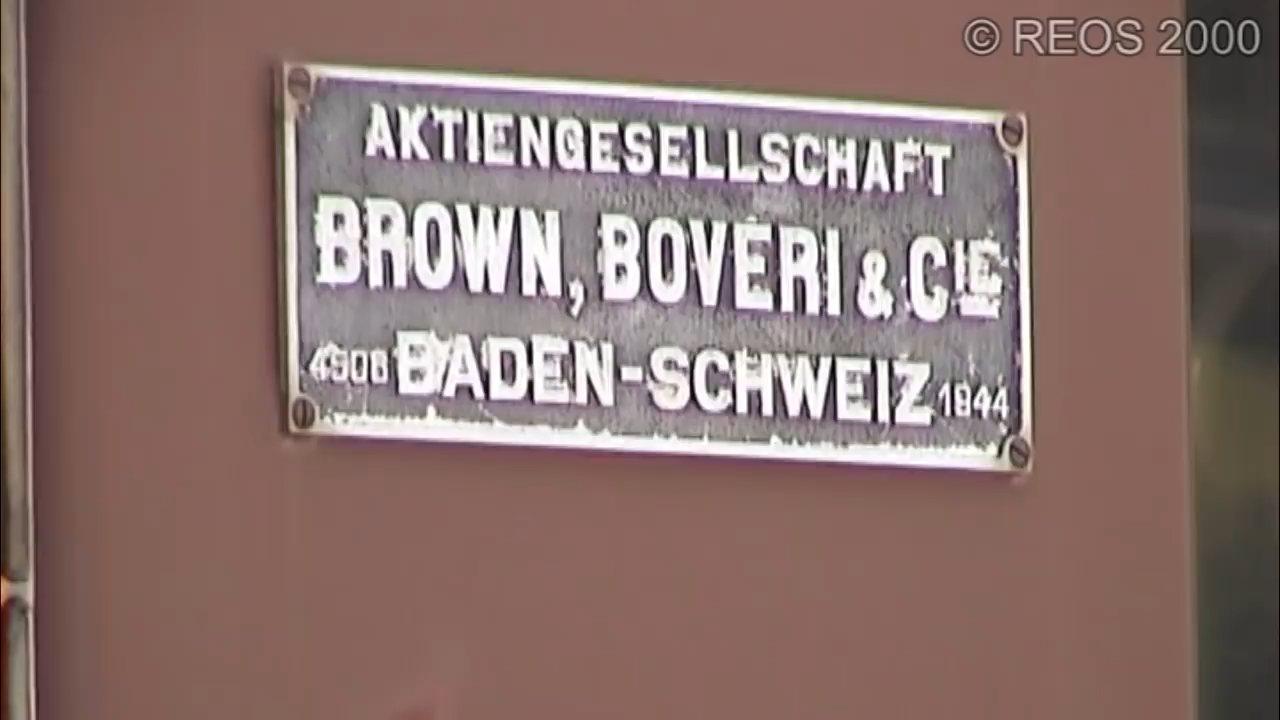 © REOS 2000
AKTIENGESELLSCHAFT
BROWN, BOVERI & CIE
4508 BADEN-SCHWEIZ 1944